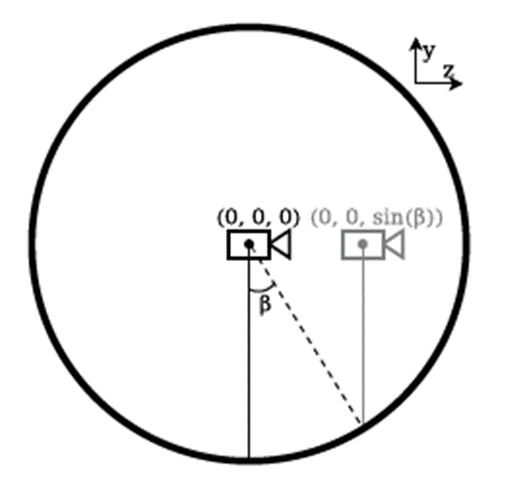 y
z
(0, 0, 0) (0, 0, sin(β))
β